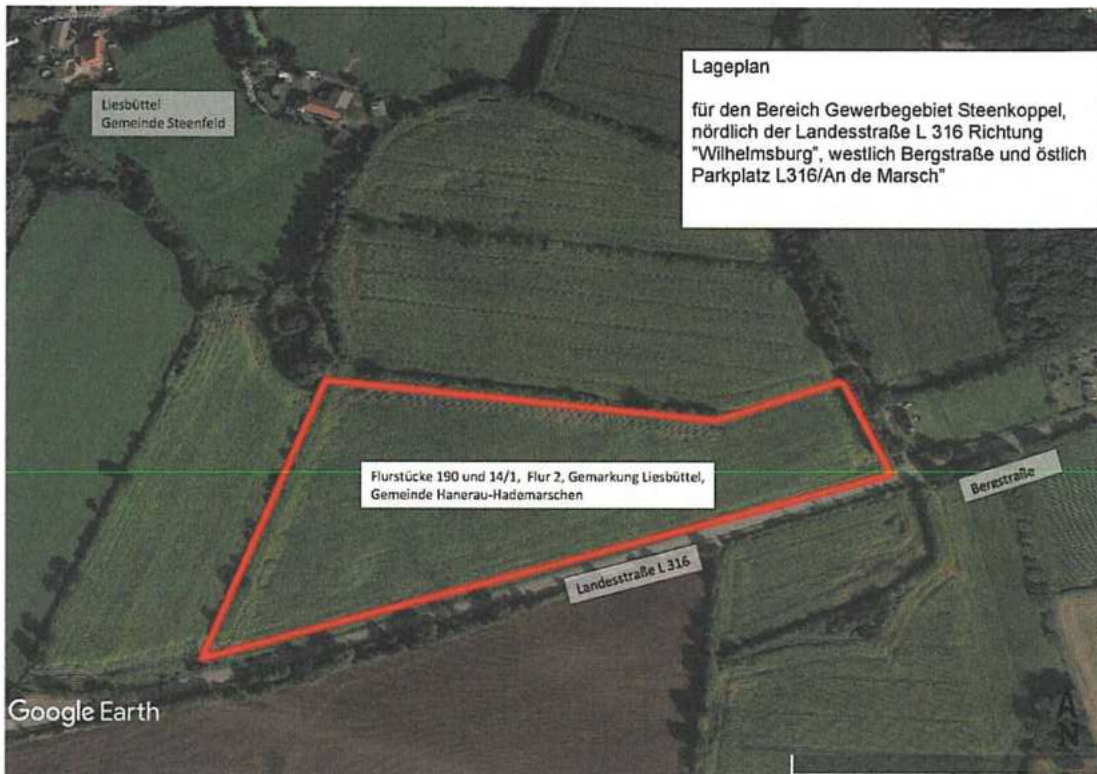 Lageplan
für den Bereich Gewerbegebiet Steenkoppel,
nördlich der Landesstraße L 316 Richtung
"Wilhelmsburg", westlich Bergstraße und östlich
Parkplatz L316/An de Marsch"
Liesbüttel
Gemeinde Steenfeld
Flurstücke 190 und 14/1, Flur 2, Gemarkung Liesbüttel,
Gemeinde Hanerau-Hademarschen
Bergstraße
Landesstraße L 316
Google Earth
N